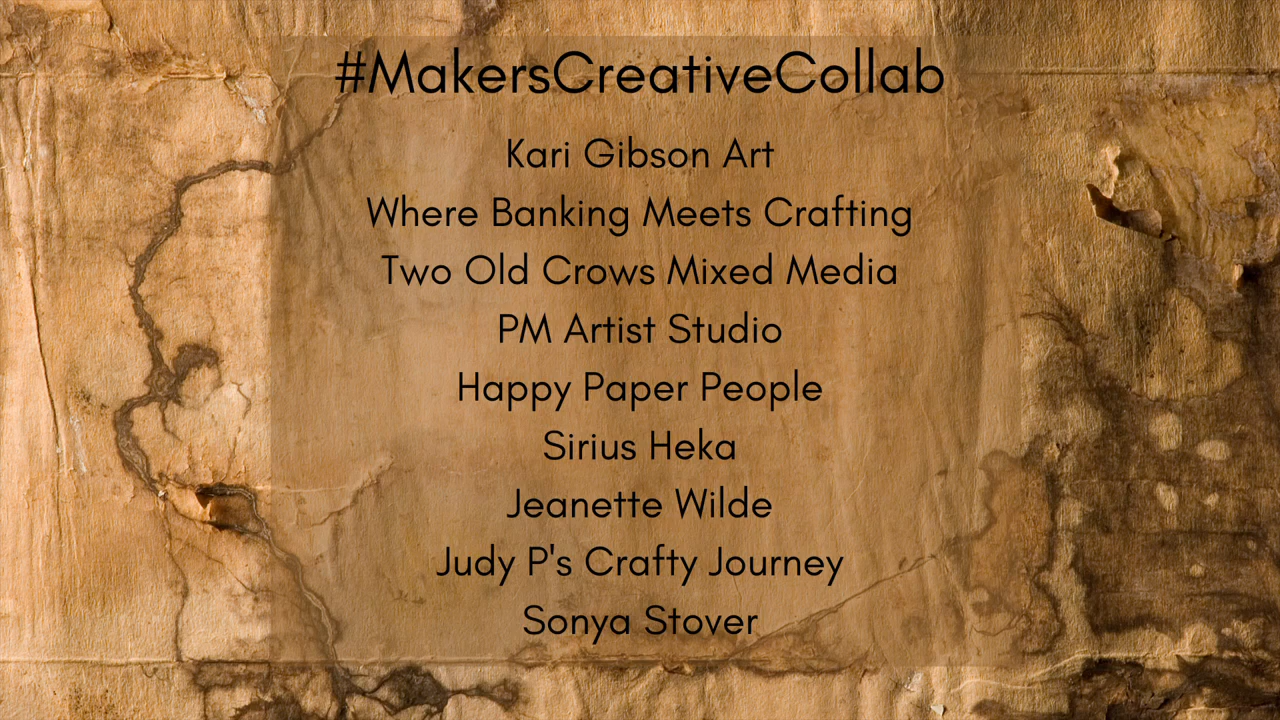 #MakersCreativeCollab
Kari Gibson Art
Where Banking Meets Crafting
Two Old Crows Mixed Media
PM Artist Studio
Happy Paper People
Sirius Heka
Jeanette Wilde
Judy P's Crafty Journey
Sonya Stover